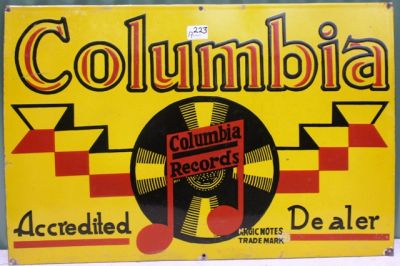 Columbia
223
Columbia
Records
Accredited Dealer
MAGIC NOTES
TRADE MARK